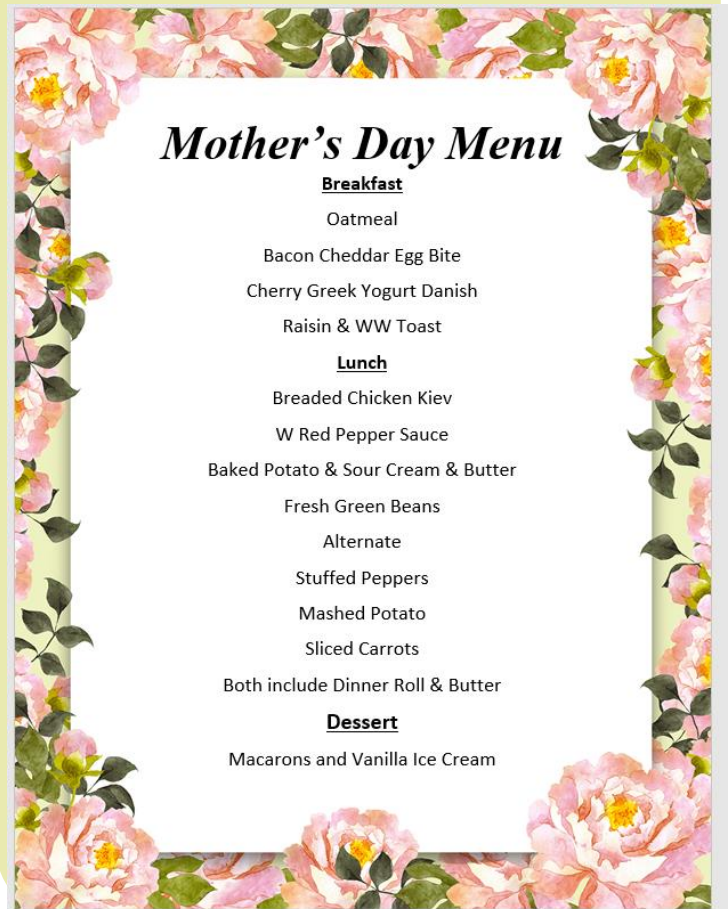 Mother’s Day Menu
Breakfast
Oatmeal
Bacon Cheddar Egg Bite
Cherry Greek Yogurt Danish
Raisin & WW Toast
Lunch
Breaded Chicken Kiev
W Red Pepper Sauce
Baked Potato & Sour Cream & Butter
Fresh Green Beans
Alternate
Stuffed Peppers
Mashed Potato
Sliced Carrots
Both include Dinner Roll & Butter
Dessert
Macarons and Vanilla Ice Cream